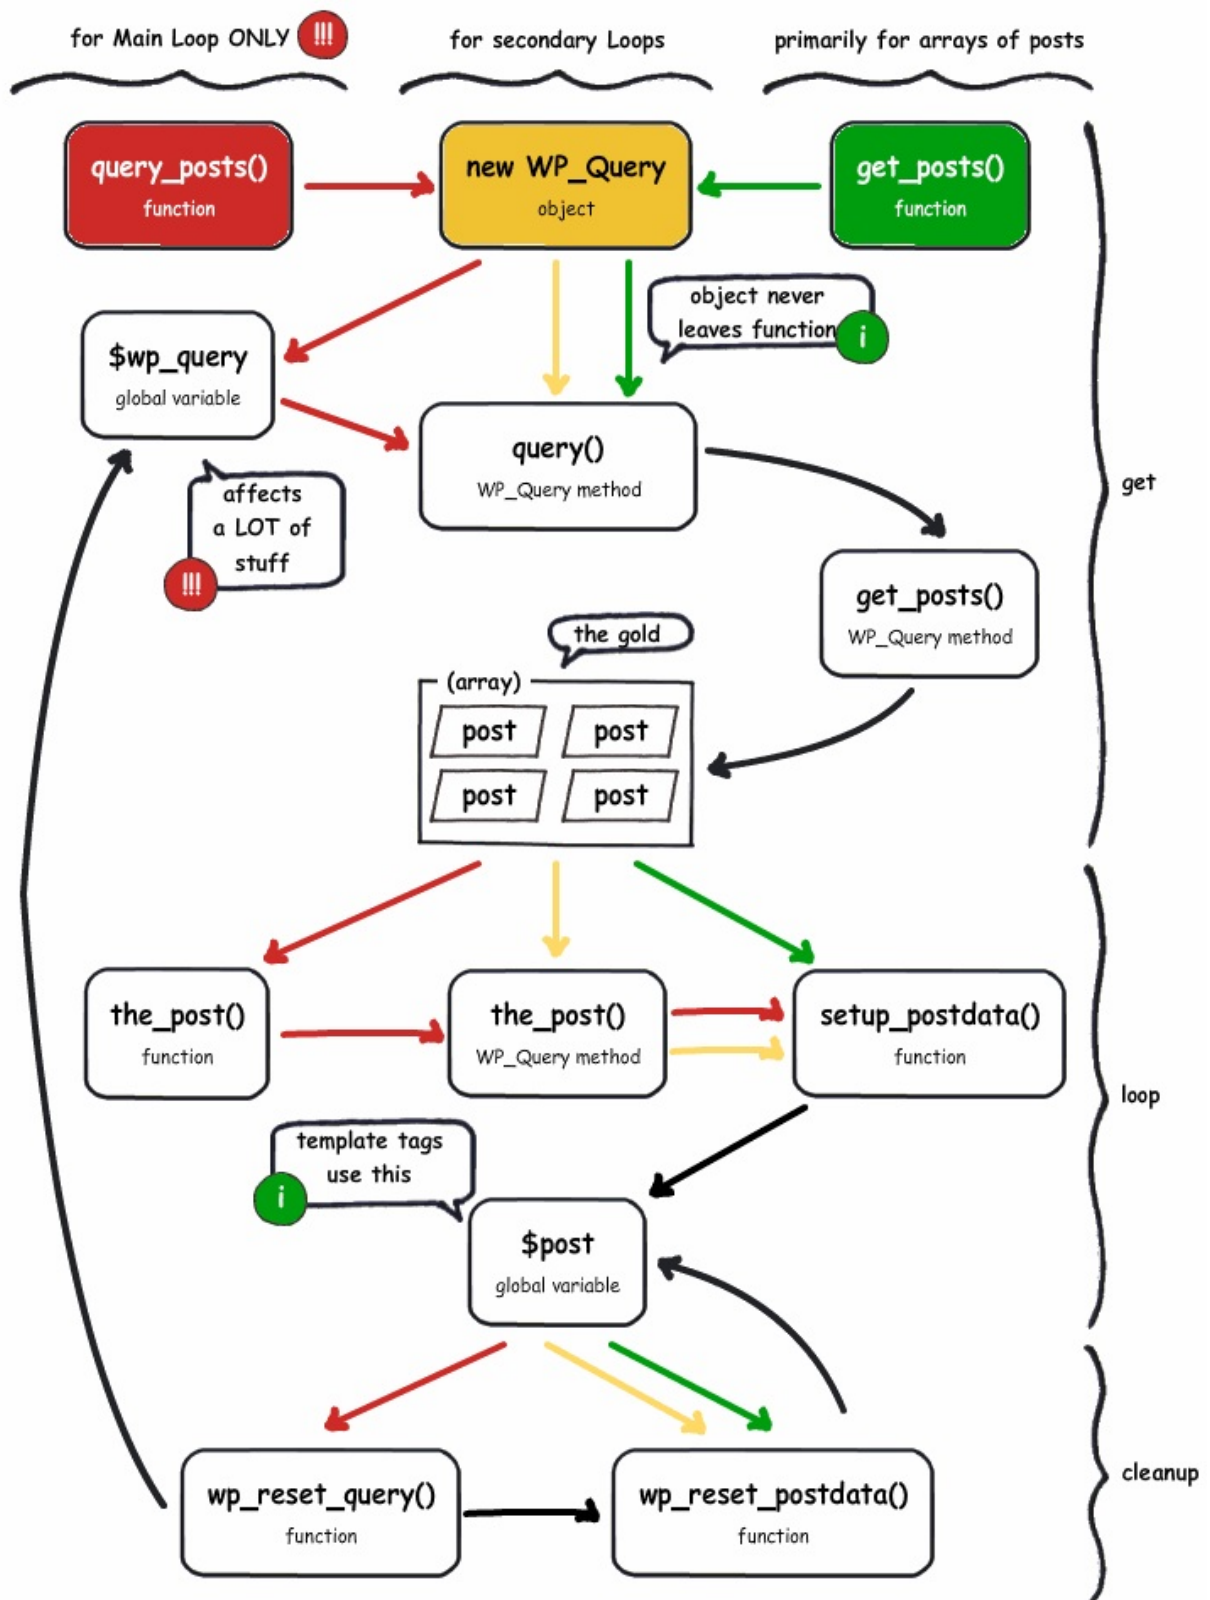 for Main Loop ONLY !!!
for secondary Loops
primarily for arrays of posts
query_posts()
function
new WP_Query
object
get_posts()
function
object never
leaves function
i
$wp_query
global variable
affects
a LOT of
stuff
!!!
query()
WP_Query method
get
get_posts()
WP_Query method
the gold
(array)
post
post
post
post
the_post()
function
the_post()
WP_Query method
setup_postdata()
function
loop
template tags
use this
i
$post
global variable
wp_reset_query()
function
wp_reset_postdata()
function
cleanup